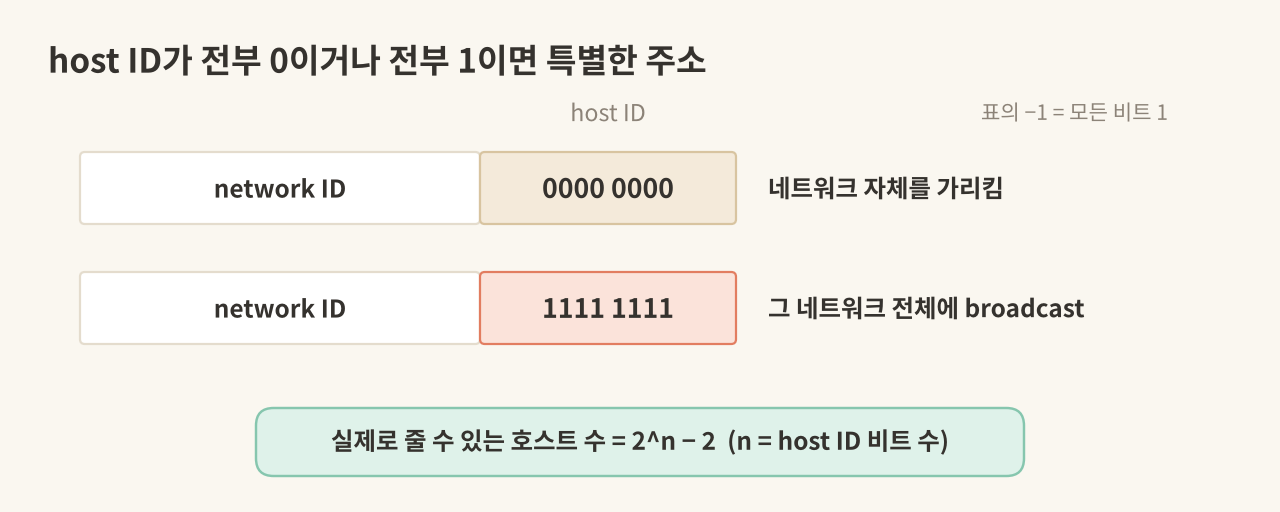 host ID가 전부 0이거나 전부 1이면 특별한 주소
host ID
표의 −1 = 모든 비트 1
network ID
0000 0000
네트워크 자체를 가리킴
network ID
1111 1111
그 네트워크 전체에 broadcast
실제로 줄 수 있는 호스트 수 = 2^n − 2 (n = host ID 비트 수)